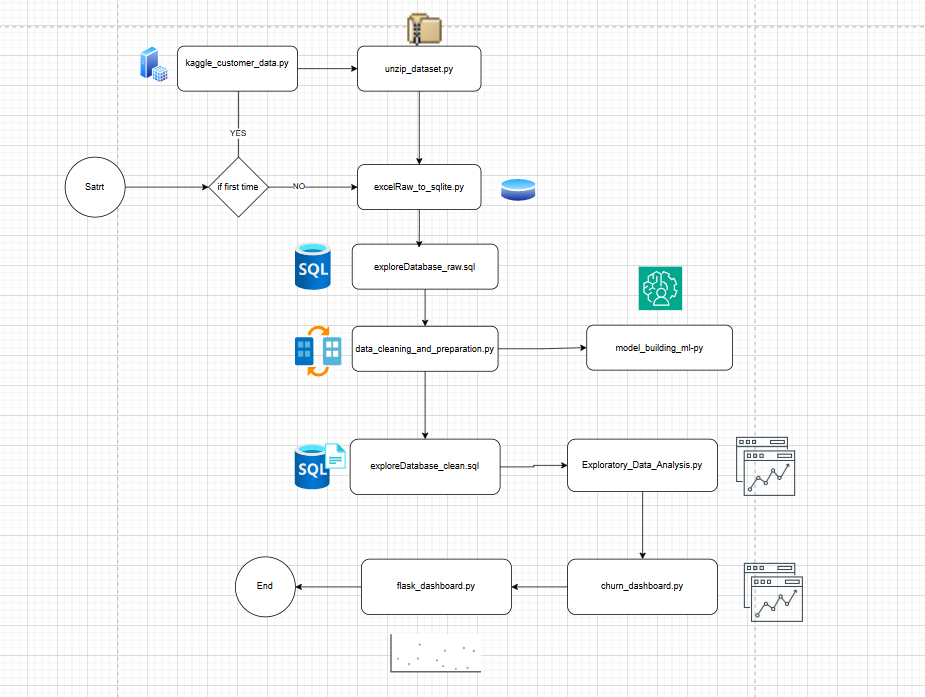 kaggle_customer_data.py
unzip_dataset.py
YES
Satrt
if first time
NO
excelRaw_to_sqlite.py
SQL
exploreDatabase_raw.sql
data_cleaning_and_preparation.py
model_building_ml-py
SQL
exploreDatabase_clean.sql
Exploratory_Data_Analysis.py
End
flask_dashboard.py
churn_dashboard.py